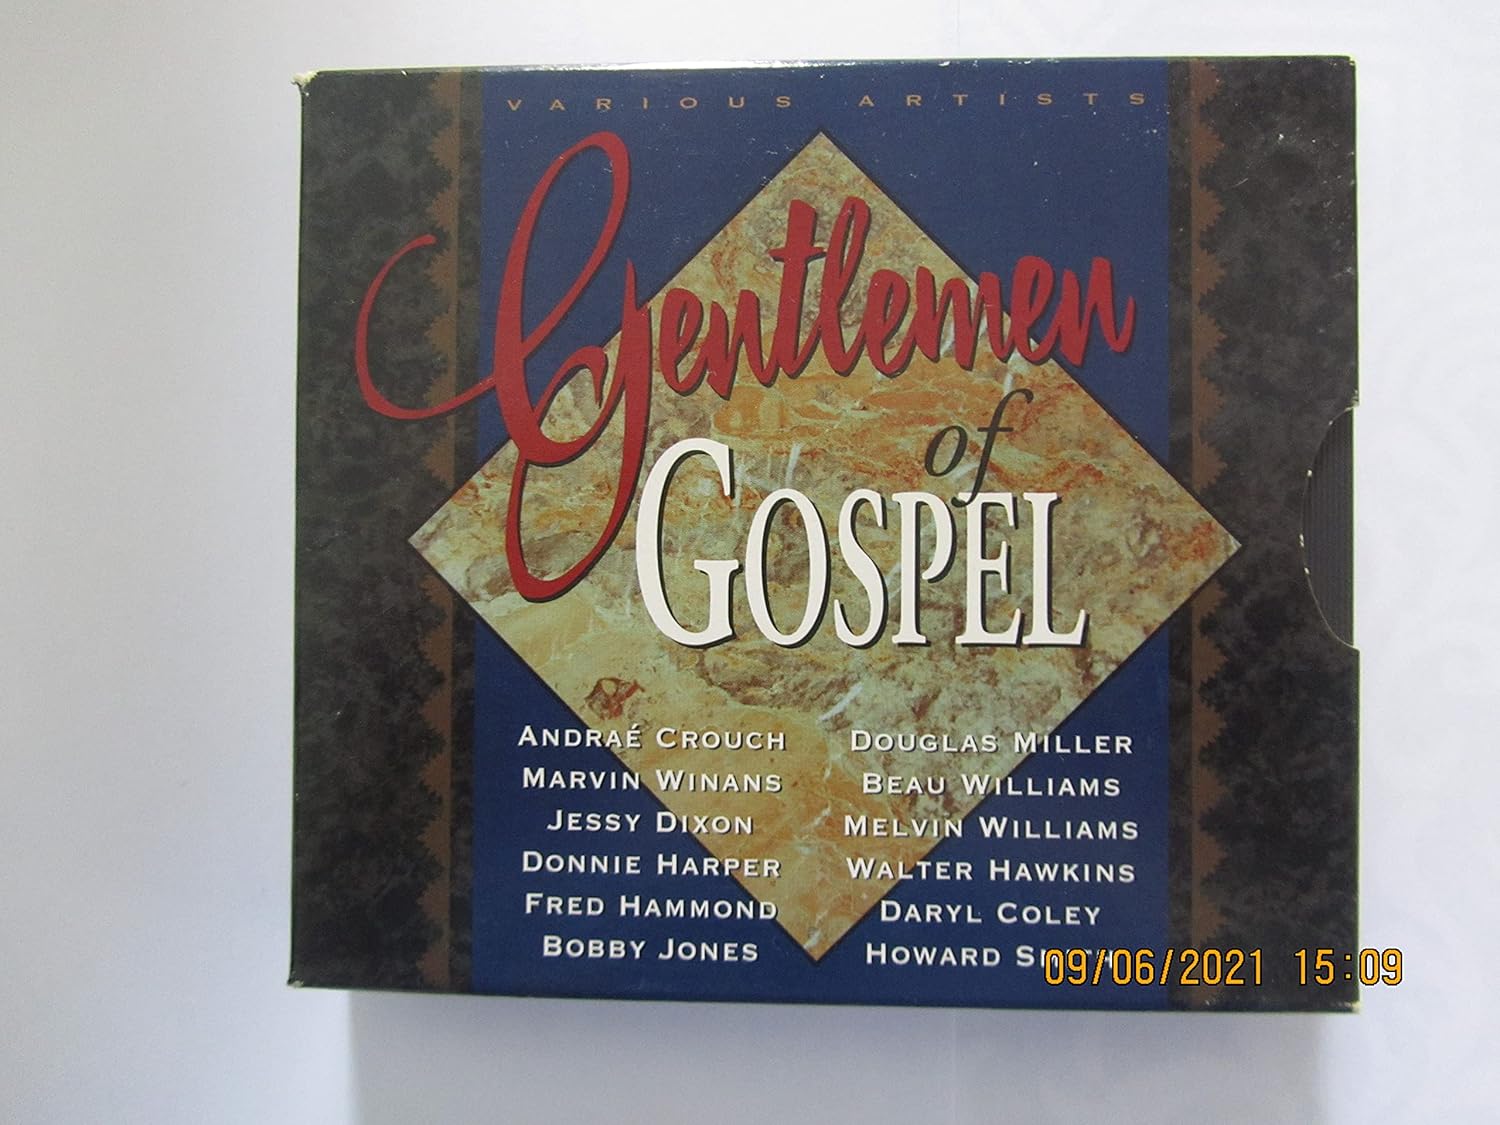 VARIOUS ARTISTS
Gentlemen
of
GOSPEL
ANDRAÉ CROUCH
MARVIN WINANS
JESSY DIXON
DONNIE HARPER
FRED HAMMOND
BOBBY JONES
DOUGLAS MILLER
BEAU WILLIAMS
MELVIN WILLIAMS
WALTER HAWKINS
DARYL COLEY
HOWARD
09/06/2021 15:09